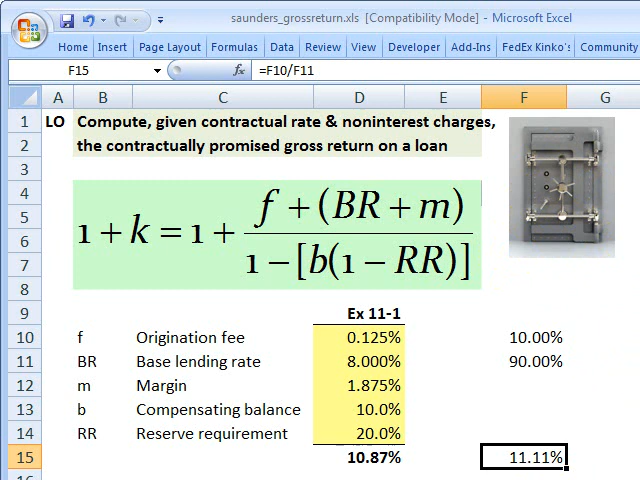 saunders_grossreturn.xls [Compatibility Mode] - Microsoft Excel
Home Insert Page Layout Formulas Data Review View Developer Add-Ins FedEx Kinko's Community
F15 fx =F10/F11
A B C D E F G
1 LO Compute, given contractual rate & noninterest charges,
2 the contractually promised gross return on a loan
3
4
5
6
7
8
1 + k = 1 + f + (BR + m) / 1 − [b(1 − RR)]
9 Ex 11-1
10 f Origination fee 0.125% 10.00%
11 BR Base lending rate 8.000% 90.00%
12 m Margin 1.875%
13 b Compensating balance 10.0%
14 RR Reserve requirement 20.0%
15 10.87% 11.11%